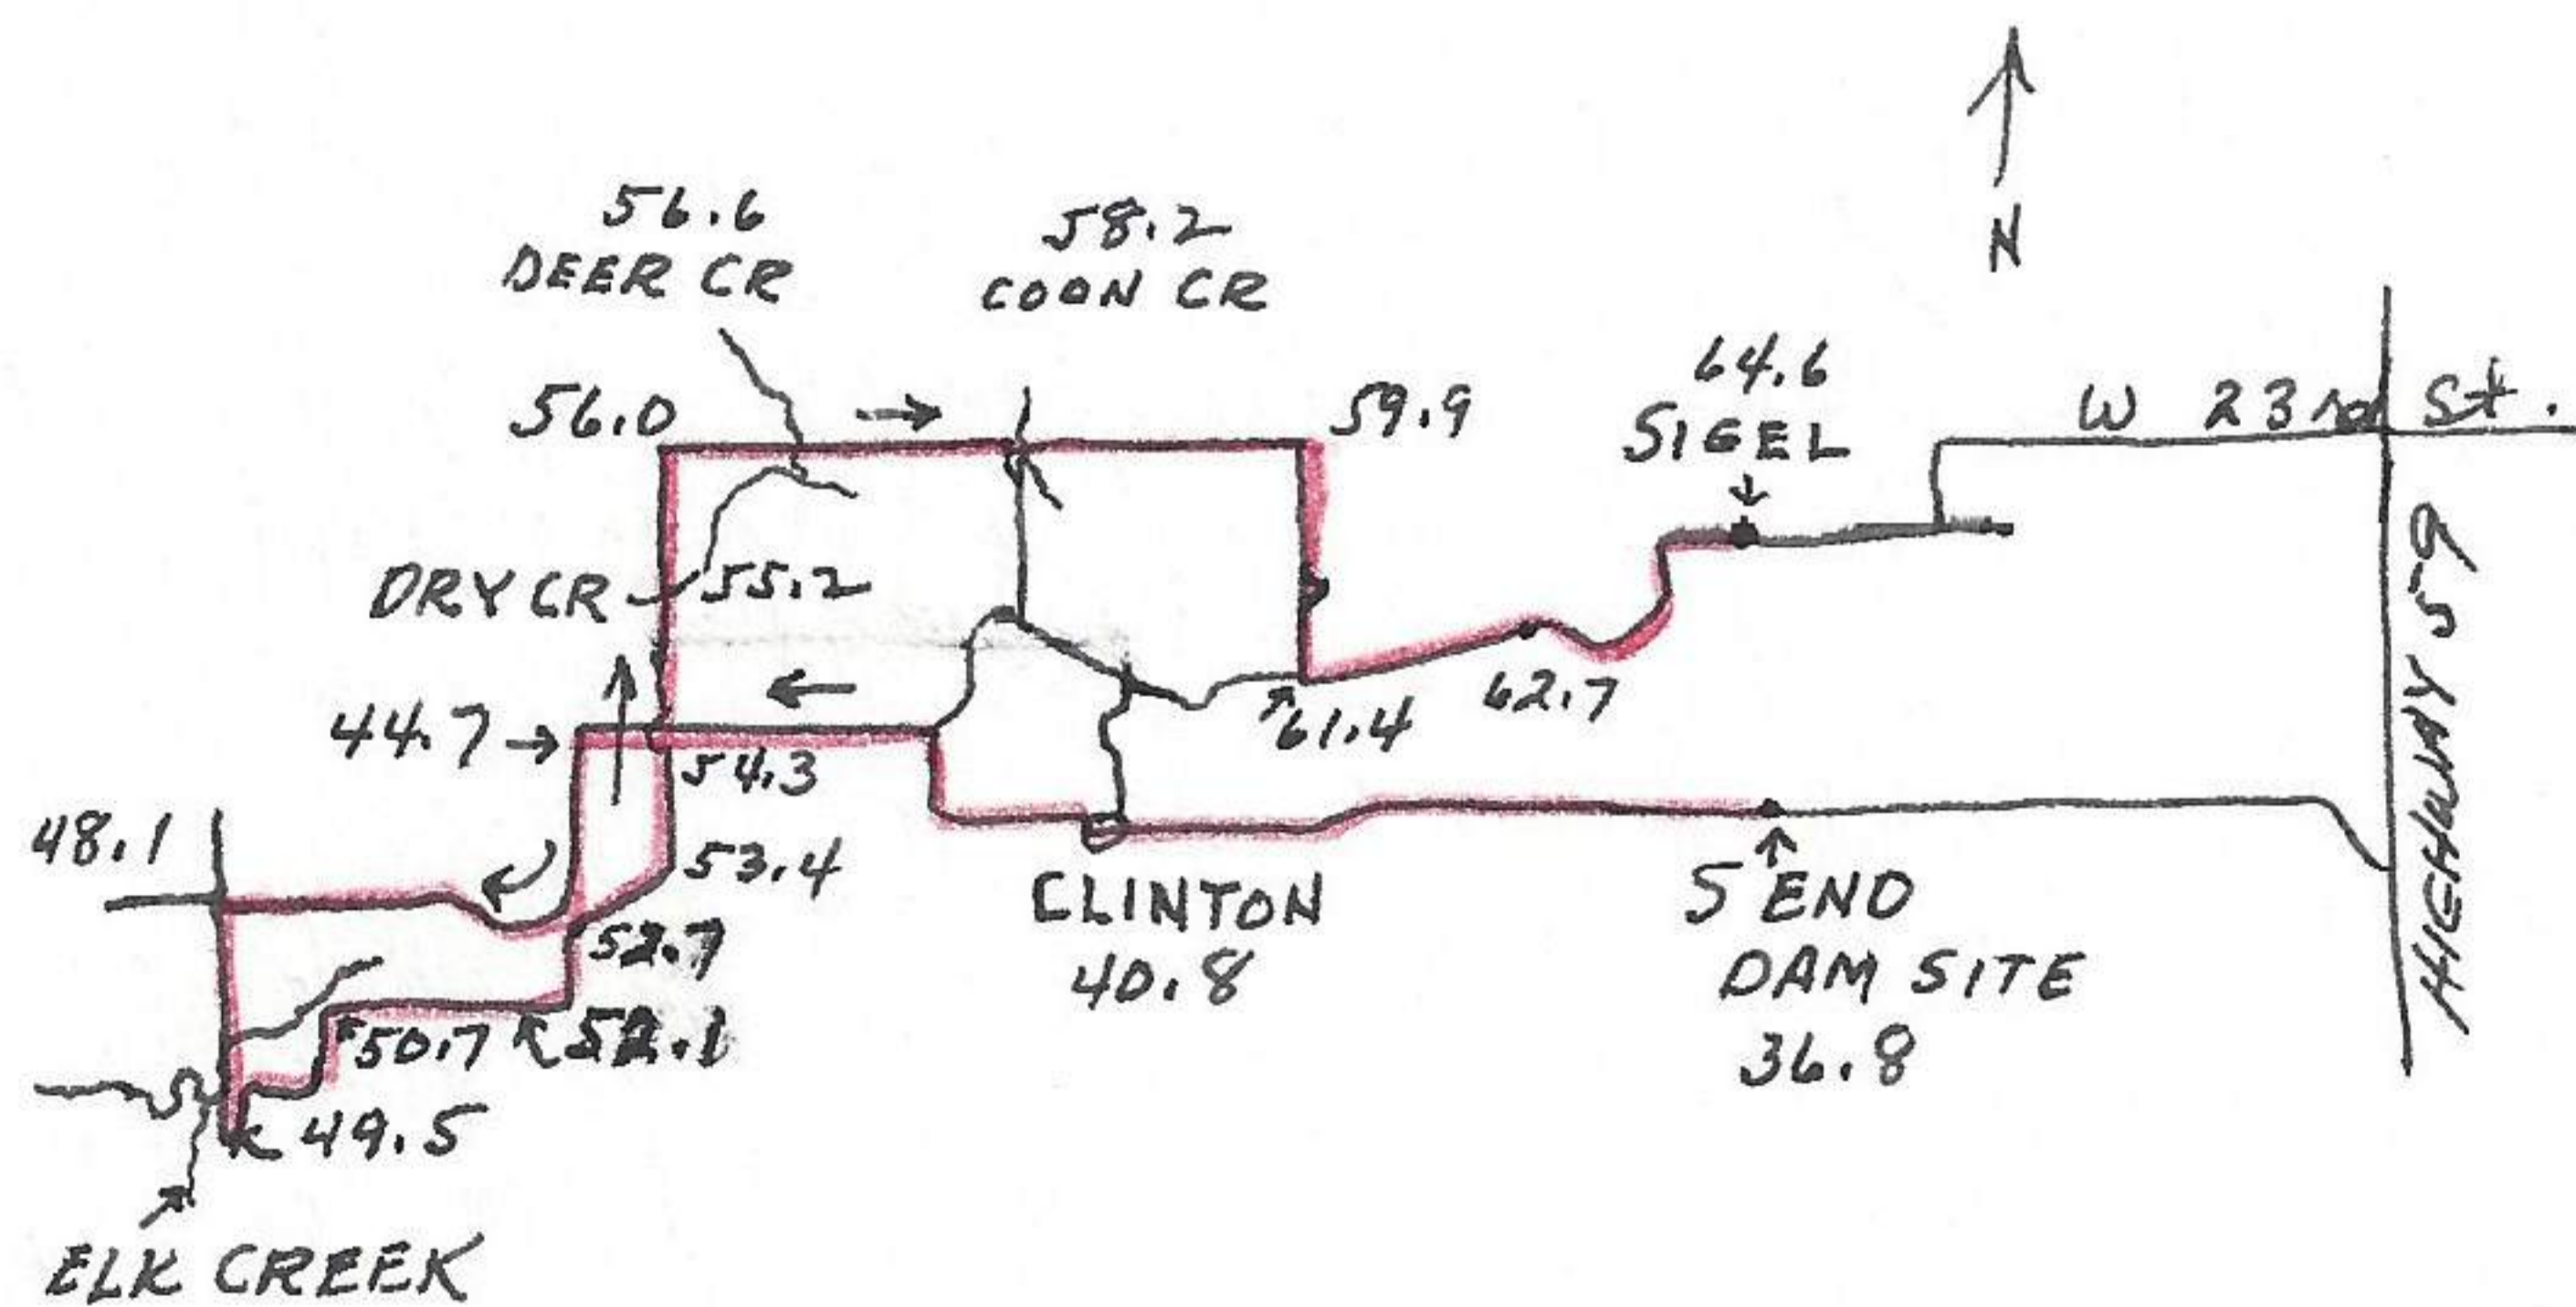 N
56.6
DEER CR
58.2
COON CR
56.0
59.9
64.6
SIGEL
W 23rd St.
HIGHWAY 59
DRY CR
55.2
44.7
54.3
61.4
62.7
48.1
53.4
52.7
CLINTON
40.8
S END
DAM SITE
36.8
50.7
52.1
49.5
ELK CREEK